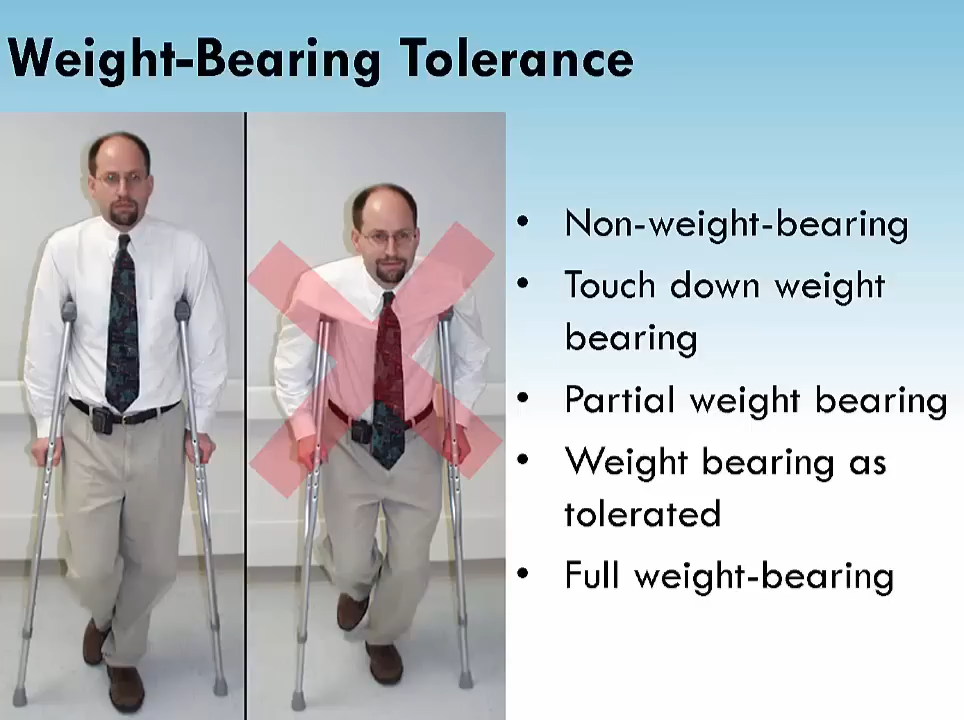 Weight-Bearing Tolerance
• Non-weight-bearing
• Touch down weight
bearing
• Partial weight bearing
• Weight bearing as
tolerated
• Full weight-bearing